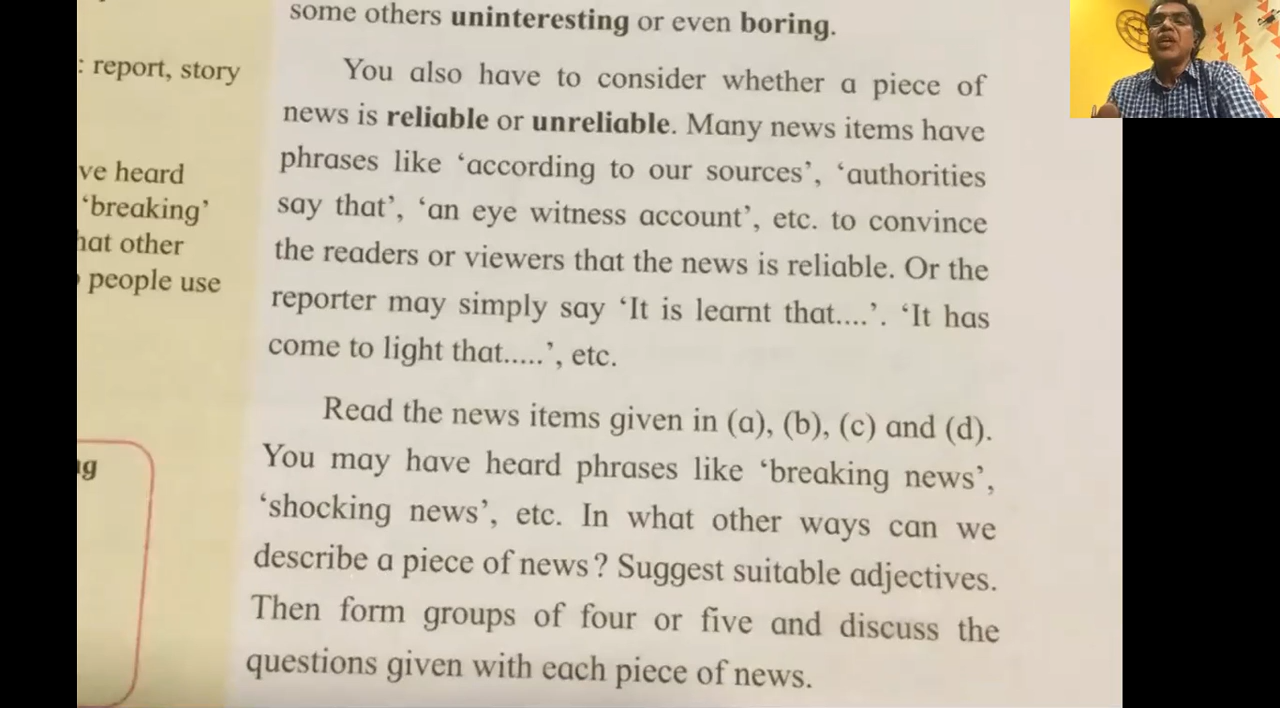 some others uninteresting or even boring.
: report, story
ve heard
'breaking'
hat other
people use
g
You also have to consider whether a piece of
news is reliable or unreliable. Many news items have
phrases like 'according to our sources', 'authorities
say that', 'an eye witness account', etc. to convince
the readers or viewers that the news is reliable. Or the
reporter may simply say 'It is learnt that....'. 'It has
come to light that.....', etc.
Read the news items given in (a), (b), (c) and (d).
You may have heard phrases like 'breaking news',
'shocking news', etc. In what other ways can we
describe a piece of news? Suggest suitable adjectives.
Then form groups of four or five and discuss the
questions given with each piece of news.